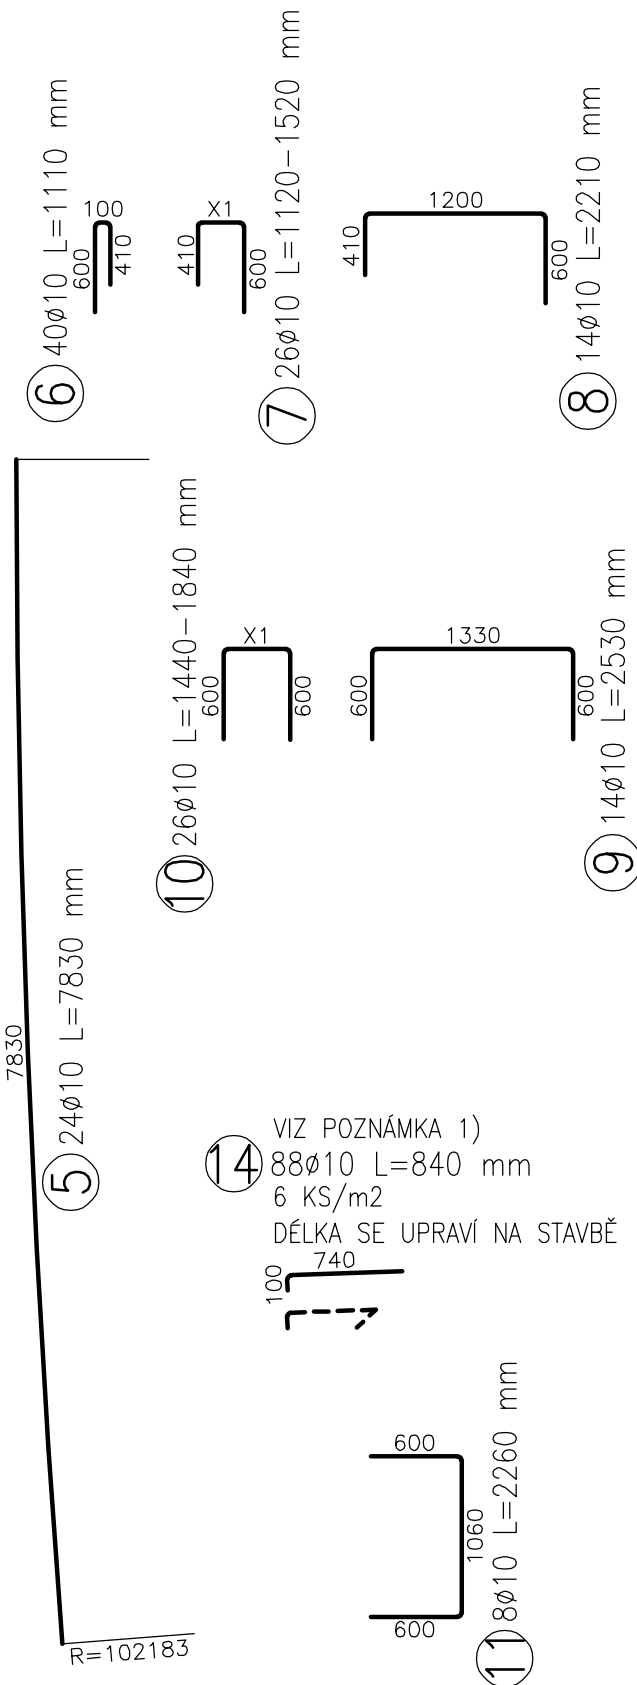 6 40ø10 L=1110 mm
100
600
410
7 26ø10 L=1120-1520 mm
X1
410
600
8 14ø10 L=2210 mm
1200
410
600
10 26ø10 L=1440-1840 mm
X1
600
600
9 14ø10 L=2530 mm
1330
600
600
7830
5 24ø10 L=7830 mm
VIZ POZNÁMKA 1)
14 88ø10 L=840 mm
6 KS/m2
DÉLKA SE UPRAVÍ NA STAVBĚ
740
100
600
1060
600
11 8ø10 L=2260 mm
R=102183